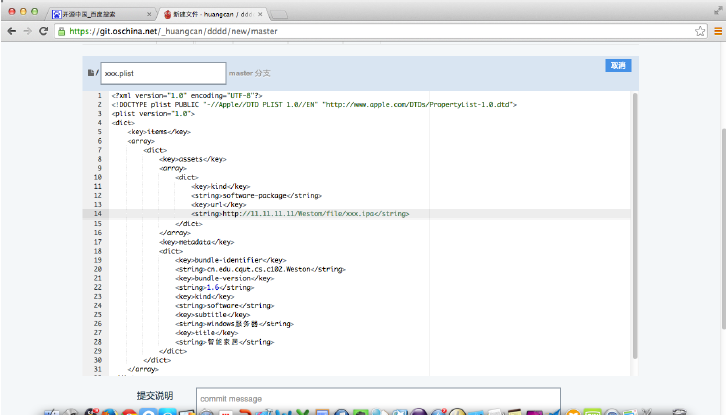 开源中国_百度搜索
新建文件 - huangcan / ddd
https://git.oschina.net/_huangcan/dddd/new/master
/ xxx.plist master 分支 取消
1 <?xml version="1.0" encoding="UTF-8"?>
2 <!DOCTYPE plist PUBLIC "-//Apple//DTD PLIST 1.0//EN" "http://www.apple.com/DTDs/PropertyList-1.0.dtd">
3 <plist version="1.0">
4 <dict>
5 <key>items</key>
6 <array>
7 <dict>
8 <key>assets</key>
9 <array>
10 <dict>
11 <key>kind</key>
12 <string>software-package</string>
13 <key>url</key>
14 <string>http://11.11.11.11/Weston/file/xxx.ipa</string>
15 </dict>
16 </array>
17 <key>metadata</key>
18 <dict>
19 <key>bundle-identifier</key>
20 <string>cn.edu.cqut.cs.c102.Weston</string>
21 <key>bundle-version</key>
22 <string>1.6</string>
23 <key>kind</key>
24 <string>software</string>
25 <key>subtitle</key>
26 <string>windows服务器</string>
27 <key>title</key>
28 <string>智能家居</string>
29 </dict>
30 </dict>
31 </array>
提交说明 commit message